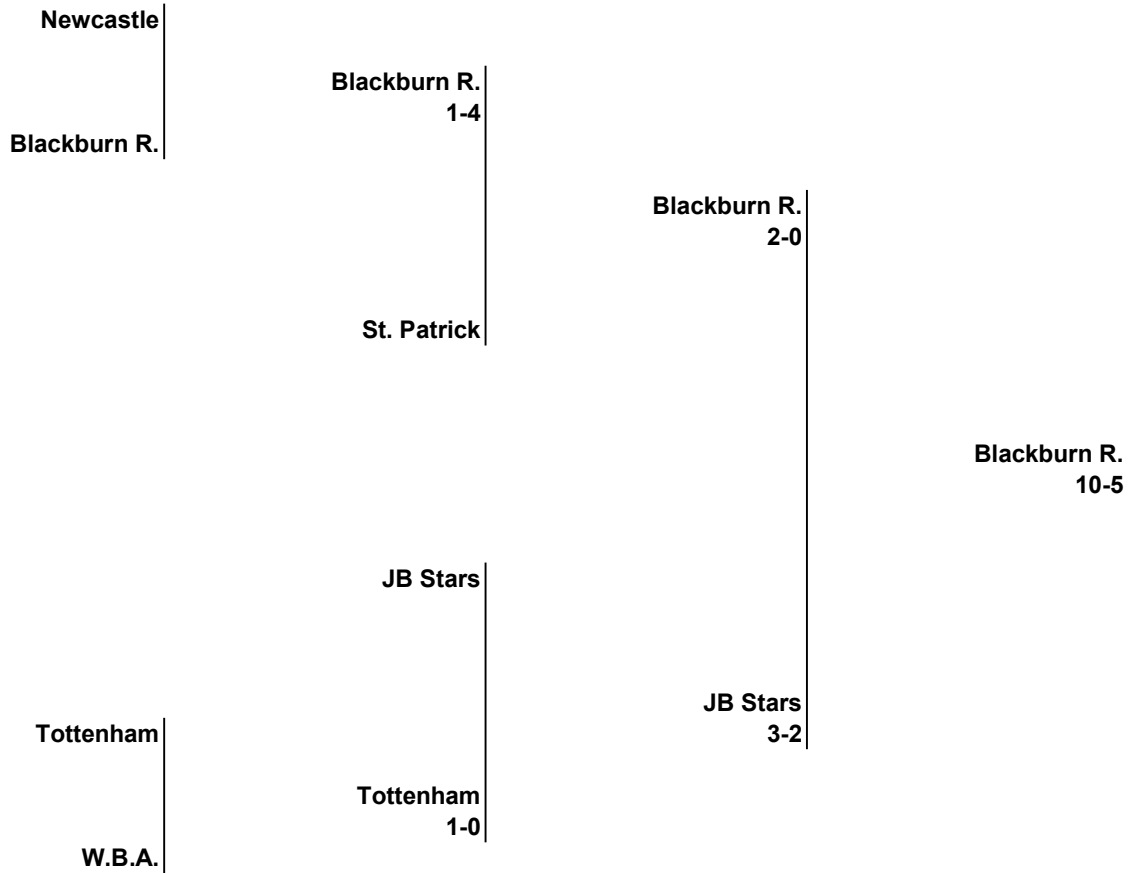 Newcastle
Blackburn R.
1-4
Blackburn R.
Blackburn R.
2-0
St. Patrick
Blackburn R.
10-5
JB Stars
JB Stars
3-2
Tottenham
Tottenham
1-0
W.B.A.